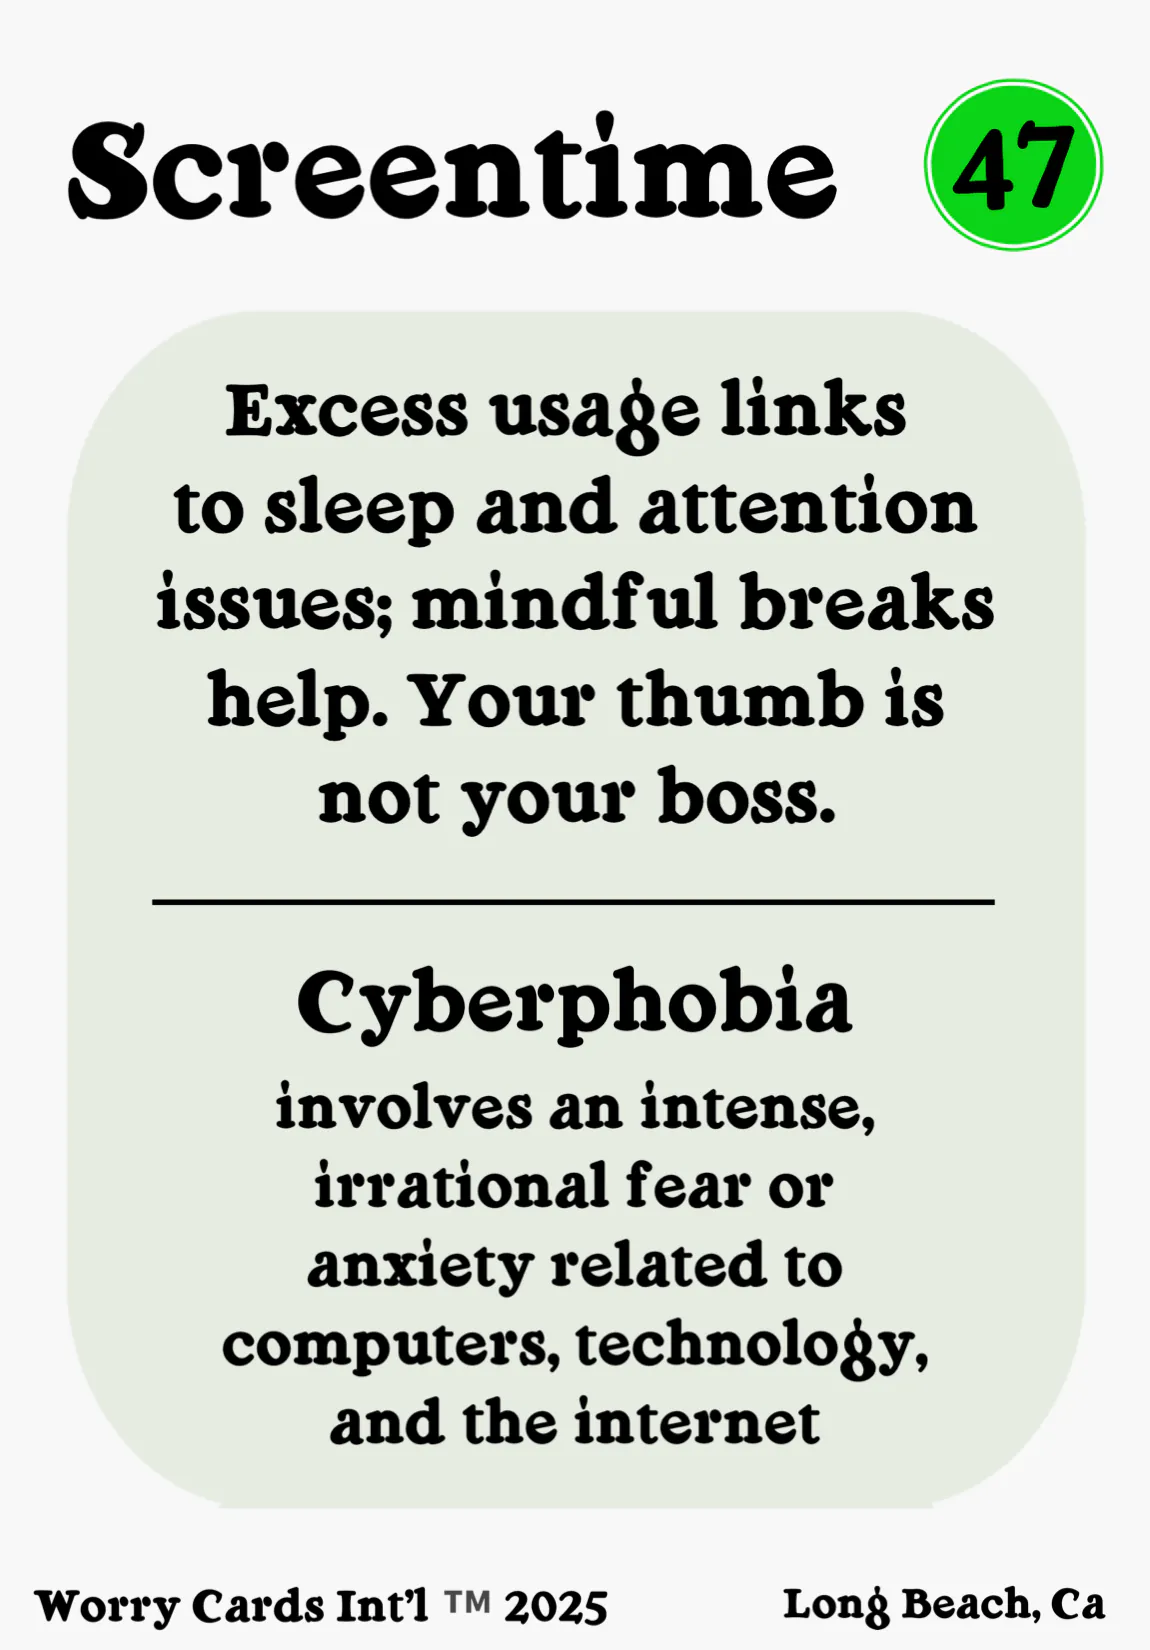 Screentime
47
Excess usage links
to sleep and attention
issues; mindful breaks
help. Your thumb is
not your boss.
Cyberphobia
involves an intense,
irrational fear or
anxiety related to
computers, technology,
and the internet
Worry Cards Int'l ™ 2025
Long Beach, Ca